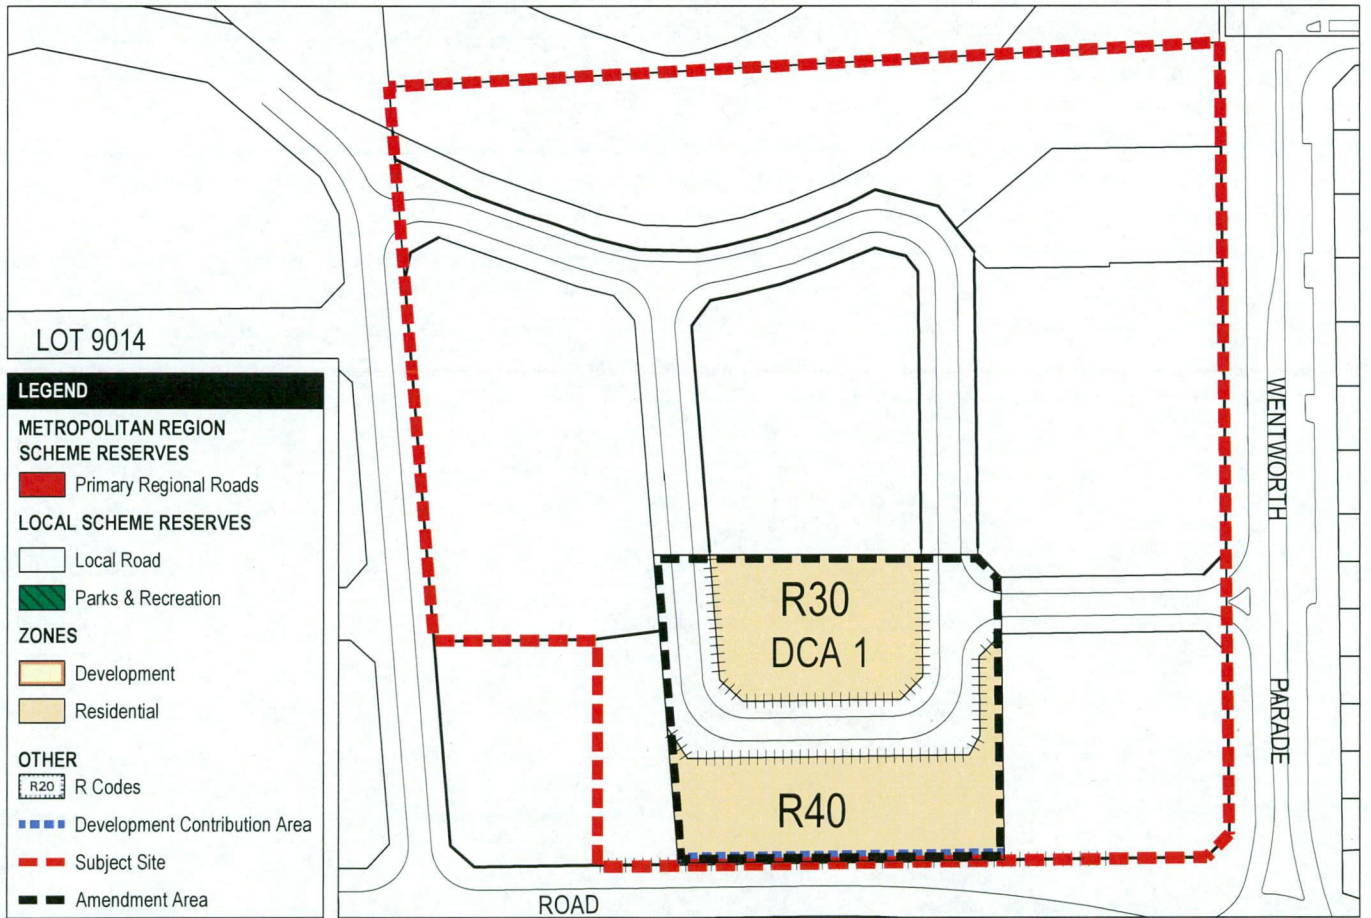 LOT 9014
LEGEND
METROPOLITAN REGION
SCHEME RESERVES
Primary Regional Roads
LOCAL SCHEME RESERVES
Local Road
Parks & Recreation
ZONES
Development
Residential
OTHER
R20 R Codes
Development Contribution Area
Subject Site
Amendment Area
R30
DCA 1
R40
WENTWORTH
PARADE
ROAD